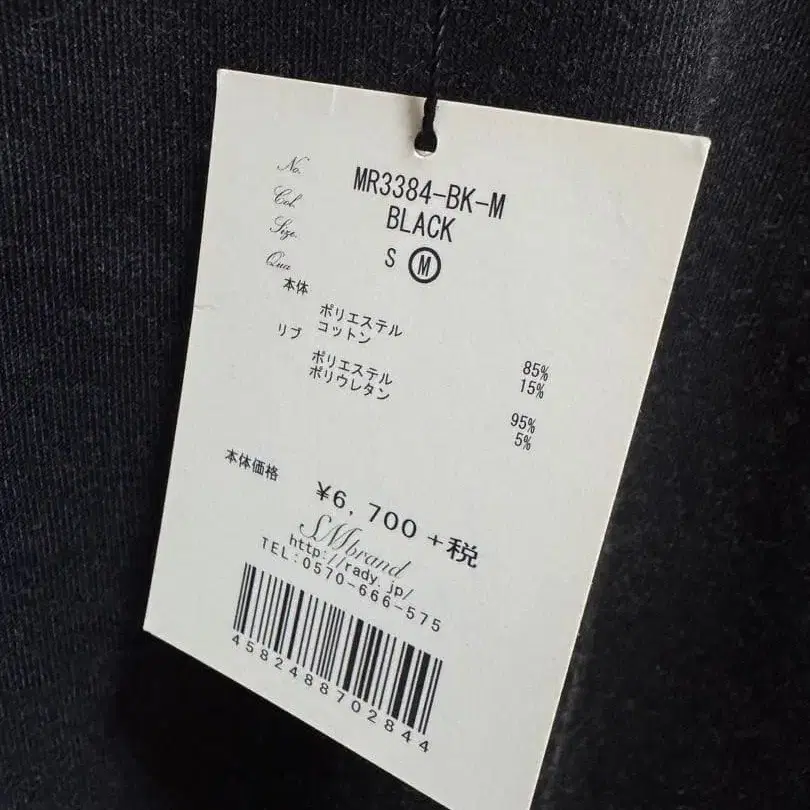 No. MR3384-BK-M
Col. BLACK
Size. S M
Qua
本体
ポリエステル 85%
コットン 15%
リブ
ポリエステル 95%
ポリウレタン 5%
本体価格
¥6,700 +税
SMbrand
http://rady.jp/
TEL:0570-666-575
4582488702844